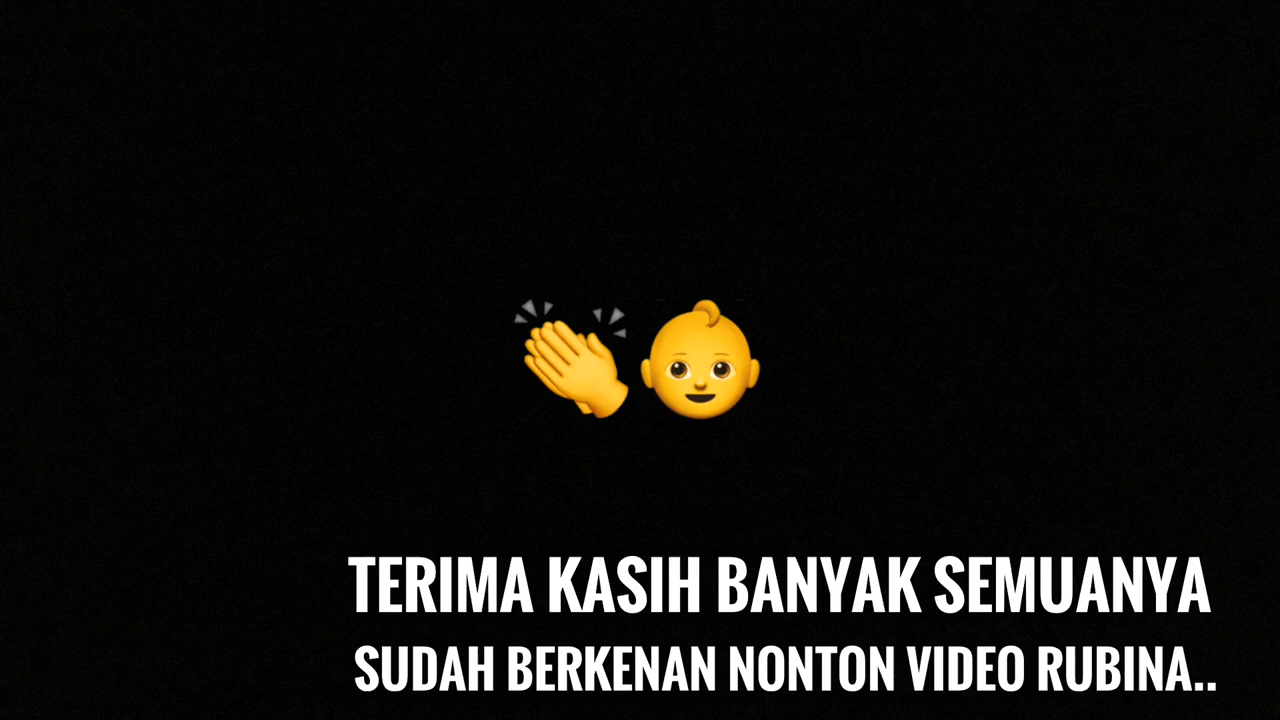 TERIMA KASIH BANYAK SEMUANYA
SUDAH BERKENAN NONTON VIDEO RUBINA..